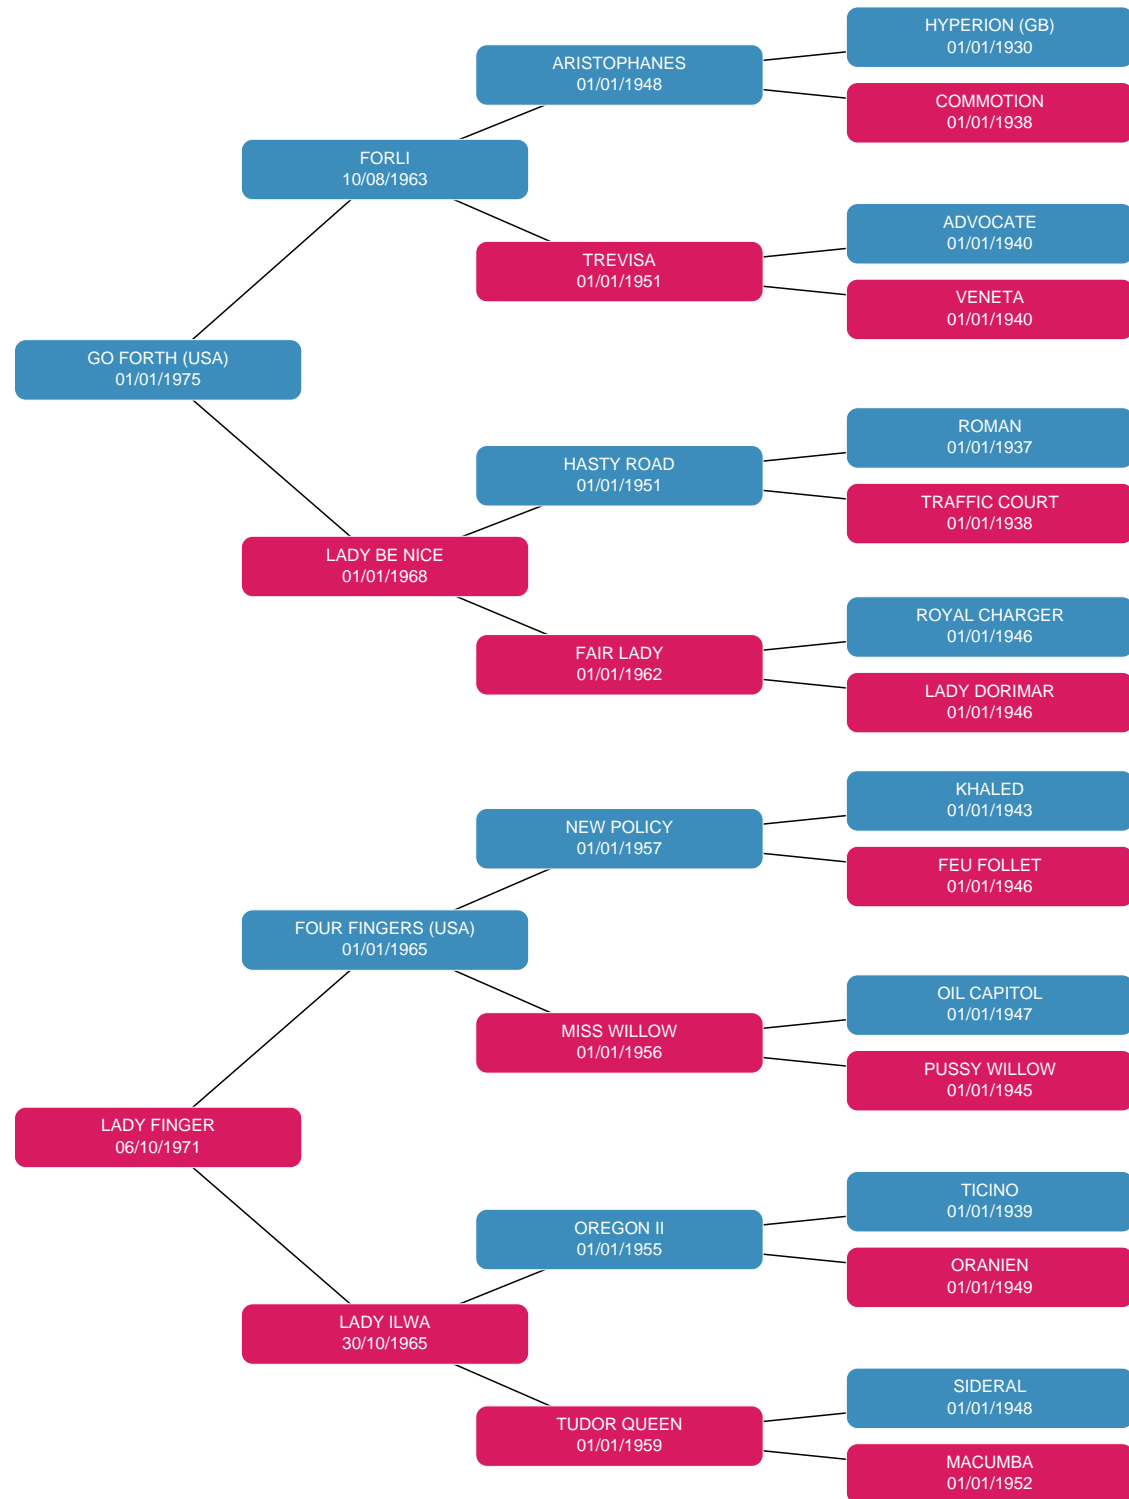 HYPERION (GB)
01/01/1930
ARISTOPHANES
01/01/1948
COMMOTION
01/01/1938
FORLI
10/08/1963
ADVOCATE
01/01/1940
TREVISA
01/01/1951
VENETA
01/01/1940
GO FORTH (USA)
01/01/1975
ROMAN
01/01/1937
HASTY ROAD
01/01/1951
TRAFFIC COURT
01/01/1938
LADY BE NICE
01/01/1968
ROYAL CHARGER
01/01/1946
FAIR LADY
01/01/1962
LADY DORIMAR
01/01/1946
KHALED
01/01/1943
NEW POLICY
01/01/1957
FEU FOLLET
01/01/1946
FOUR FINGERS (USA)
01/01/1965
OIL CAPITOL
01/01/1947
MISS WILLOW
01/01/1956
PUSSY WILLOW
01/01/1945
LADY FINGER
06/10/1971
TICINO
01/01/1939
OREGON II
01/01/1955
ORANIEN
01/01/1949
LADY ILWA
30/10/1965
SIDERAL
01/01/1948
TUDOR QUEEN
01/01/1959
MACUMBA
01/01/1952